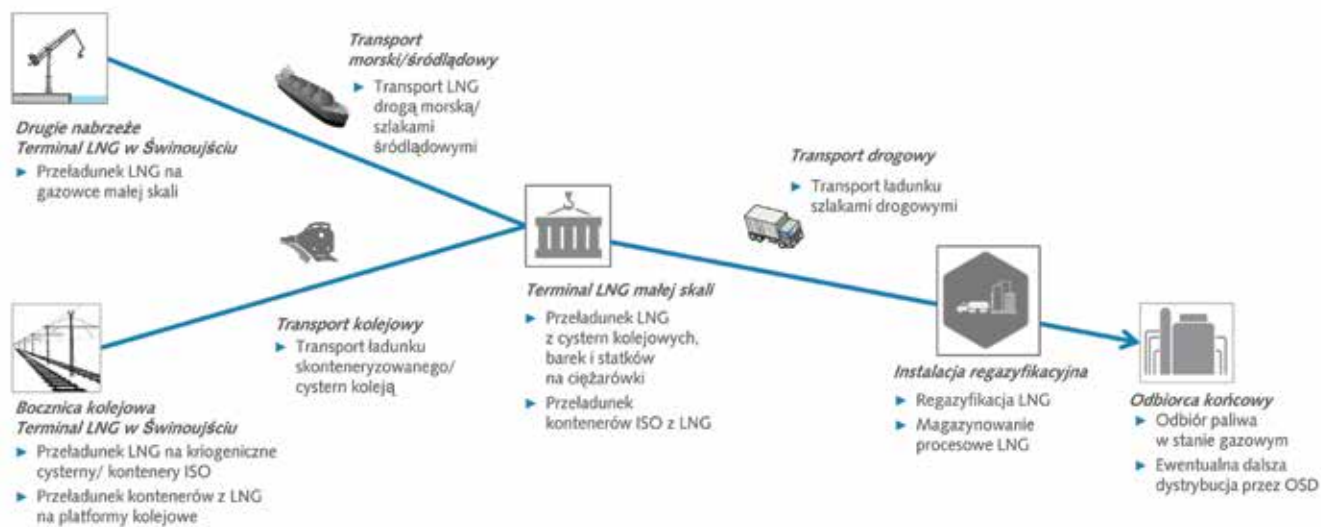 Drugie nabrzeże
Terminal LNG w Świnoujściu
► Przeładunek LNG na
gazowce małej skali
Transport
morski/śródlądowy
► Transport LNG
drogą morską/
szlakami
śródlądowymi
Bocznica kolejowa
Terminal LNG w Świnoujściu
► Przeładunek LNG na kriogeniczne
cysterny/ kontenery ISO
► Przeładunek kontenerów z LNG
na platformy kolejowe
Transport kolejowy
► Transport ładunku
skonteneryzowanego/
cystern koleją
Terminal LNG małej skali
► Przeładunek LNG
z cystern kolejowych,
barek i statków
na ciężarówki
► Przeładunek
kontenerów ISO z LNG
Transport drogowy
► Transport ładunku
szlakami drogowymi
Instalacja regazyfikacyjna
► Regazyfikacja LNG
► Magazynowanie
procesowe LNG
Odbiorca końcowy
► Odbiór paliwa
w stanie gazowym
► Ewentualna dalsza
dystrybucja przez OSD